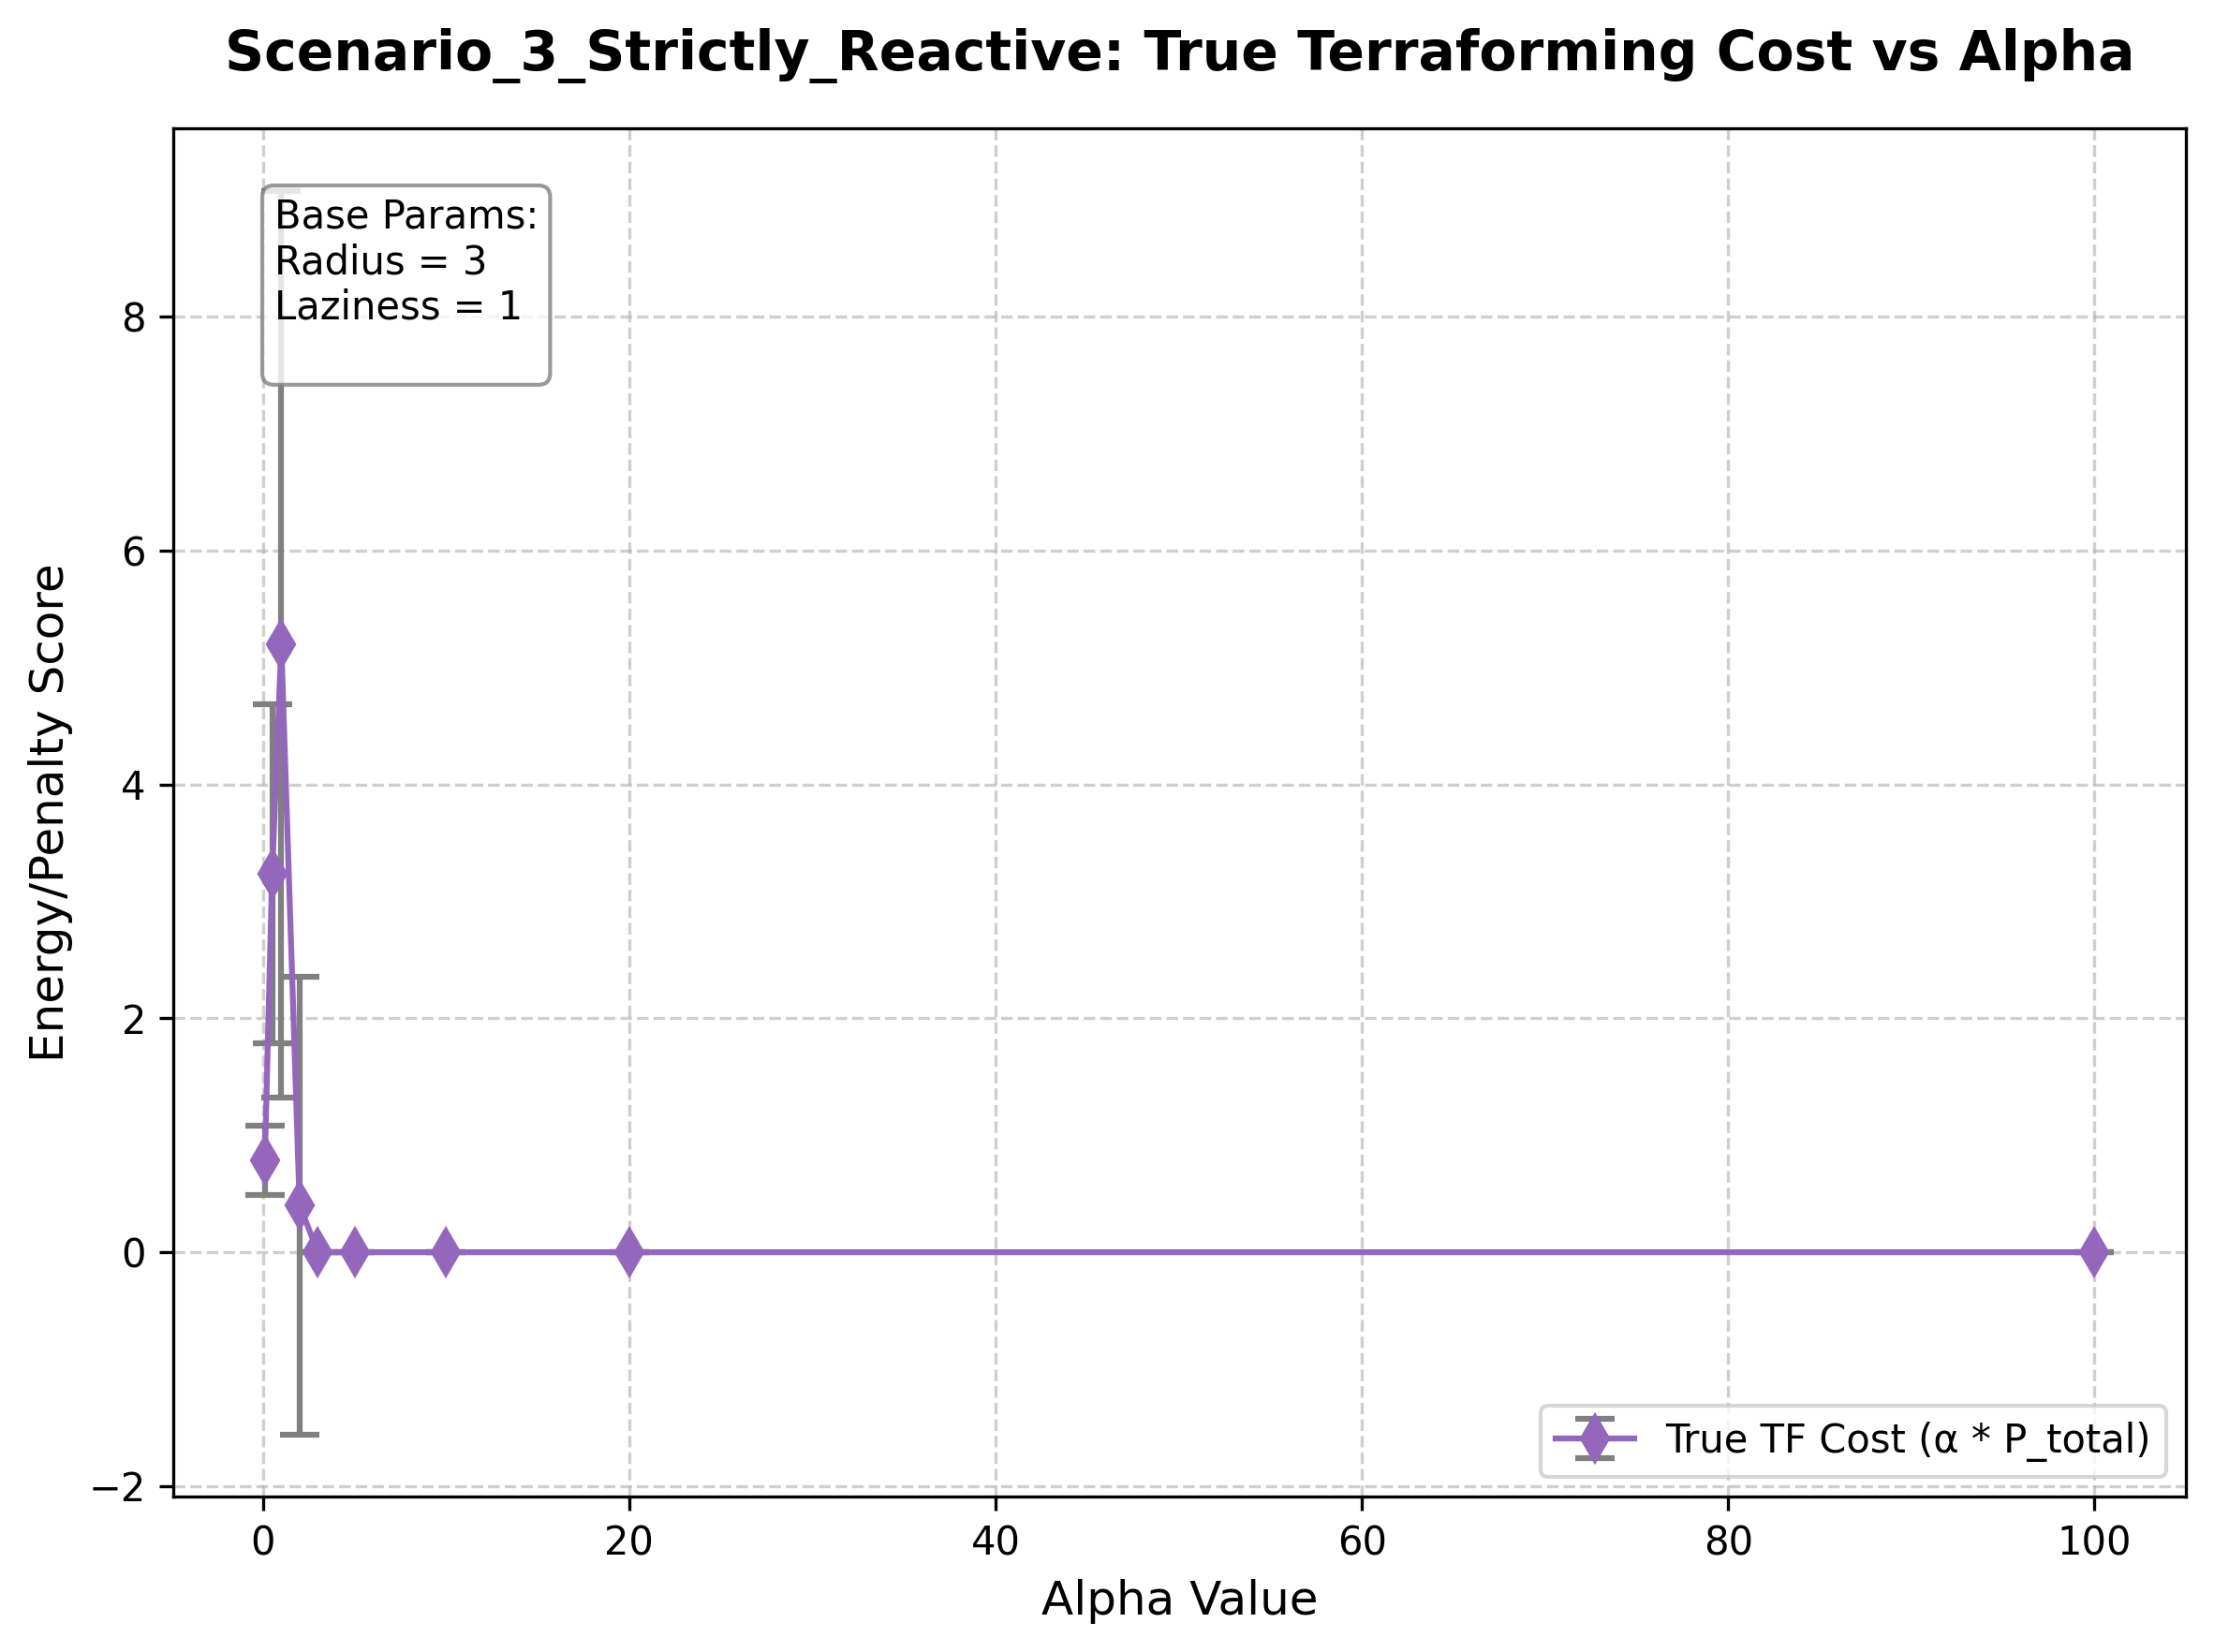 Scenario_3_Strictly_Reactive: True Terraforming Cost vs Alpha
Base Params:
Radius = 3
Laziness = 1
Energy/Penalty Score
8
6
4
2
0
−2
0 20 40 60 80 100
Alpha Value
True TF Cost (α * P_total)